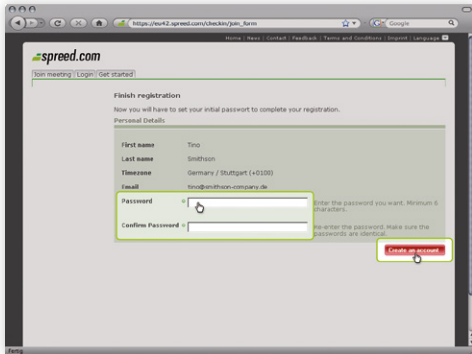 https://eu42.spreed.com/checkin/join_form
Google
Home | News | Contact | Feedback | Terms and Conditions | Imprint | Language
spreed.com
Join meeting | Login | Get started
Finish registration
Now you will have to set your initial passwort to complete your registration.
Personal Details
First name Tino
Last name Smithson
Timezone Germany / Stuttgart (+0100)
Email tino@smithson-company.de
Password Enter the password you want. Minimum 6
characters.
Confirm Password Re-enter the password. Make sure the
passwords are identical.
Create an account
Fertig